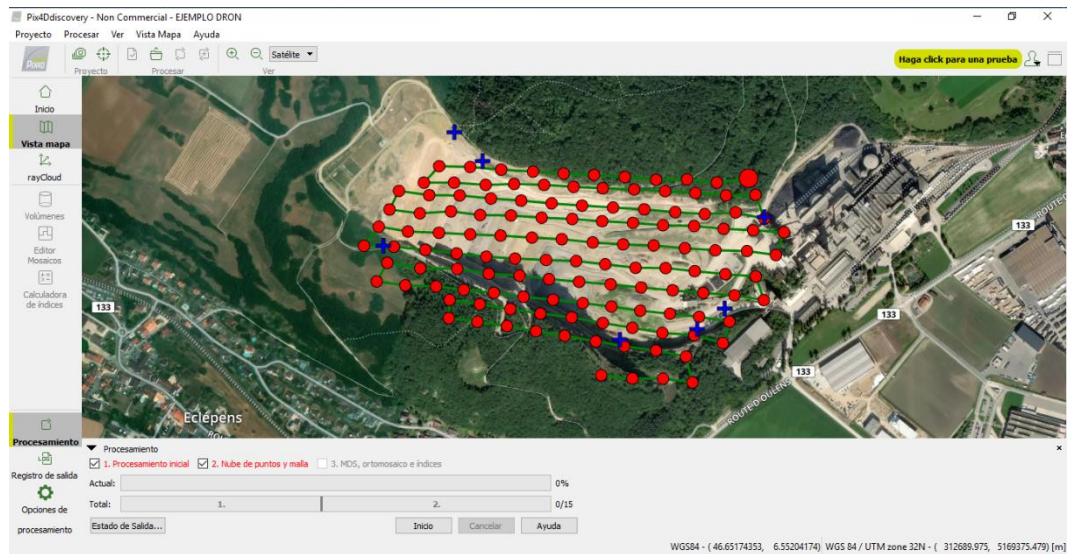 Pix4Ddiscovery - Non Commercial - EJEMPLO DRON
Proyecto Procesar Ver Vista Mapa Ayuda
Satélite
Haga click para una prueba
Proyecto Procesar Ver
Inicio
Vista mapa
rayCloud
Volúmenes
Editor
Mosaicos
Calculadora
de índices
133
133
133
133
ROUTE D'OULENS
Eclépens
Procesamiento
Registro de salida
Opciones de
procesamiento
Procesamiento
1. Procesamiento inicial 2. Nube de puntos y malla 3. MDS, ortomosaico e índices
Actual: 0%
Total: 1. 2. 0/15
Estado de Salida... Inicio Cancelar Ayuda
WGS84 - ( 46.65174353, 6.55204174) WGS 84 / UTM zone 32N - ( 312689.975, 5169375.479) [m]